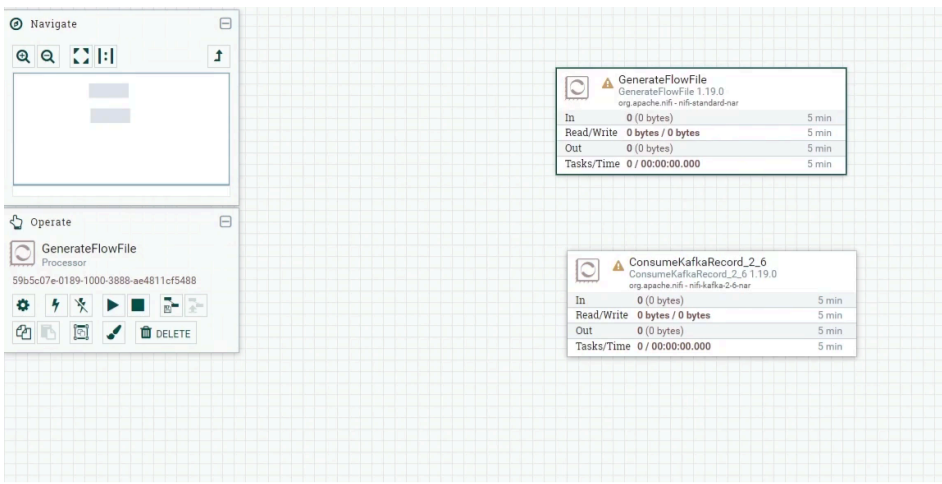 Navigate
Operate
GenerateFlowFile
Processor
59b5c07e-0189-1000-3888-ae4811cf5488
DELETE
GenerateFlowFile
GenerateFlowFile 1.19.0
org.apache.nifi - nifi-standard-nar
In 0 (0 bytes) 5 min
Read/Write 0 bytes / 0 bytes 5 min
Out 0 (0 bytes) 5 min
Tasks/Time 0 / 00:00:00.000 5 min
ConsumeKafkaRecord_2_6
ConsumeKafkaRecord_2_6 1.19.0
org.apache.nifi - nifi-kafka-2-6-nar
In 0 (0 bytes) 5 min
Read/Write 0 bytes / 0 bytes 5 min
Out 0 (0 bytes) 5 min
Tasks/Time 0 / 00:00:00.000 5 min